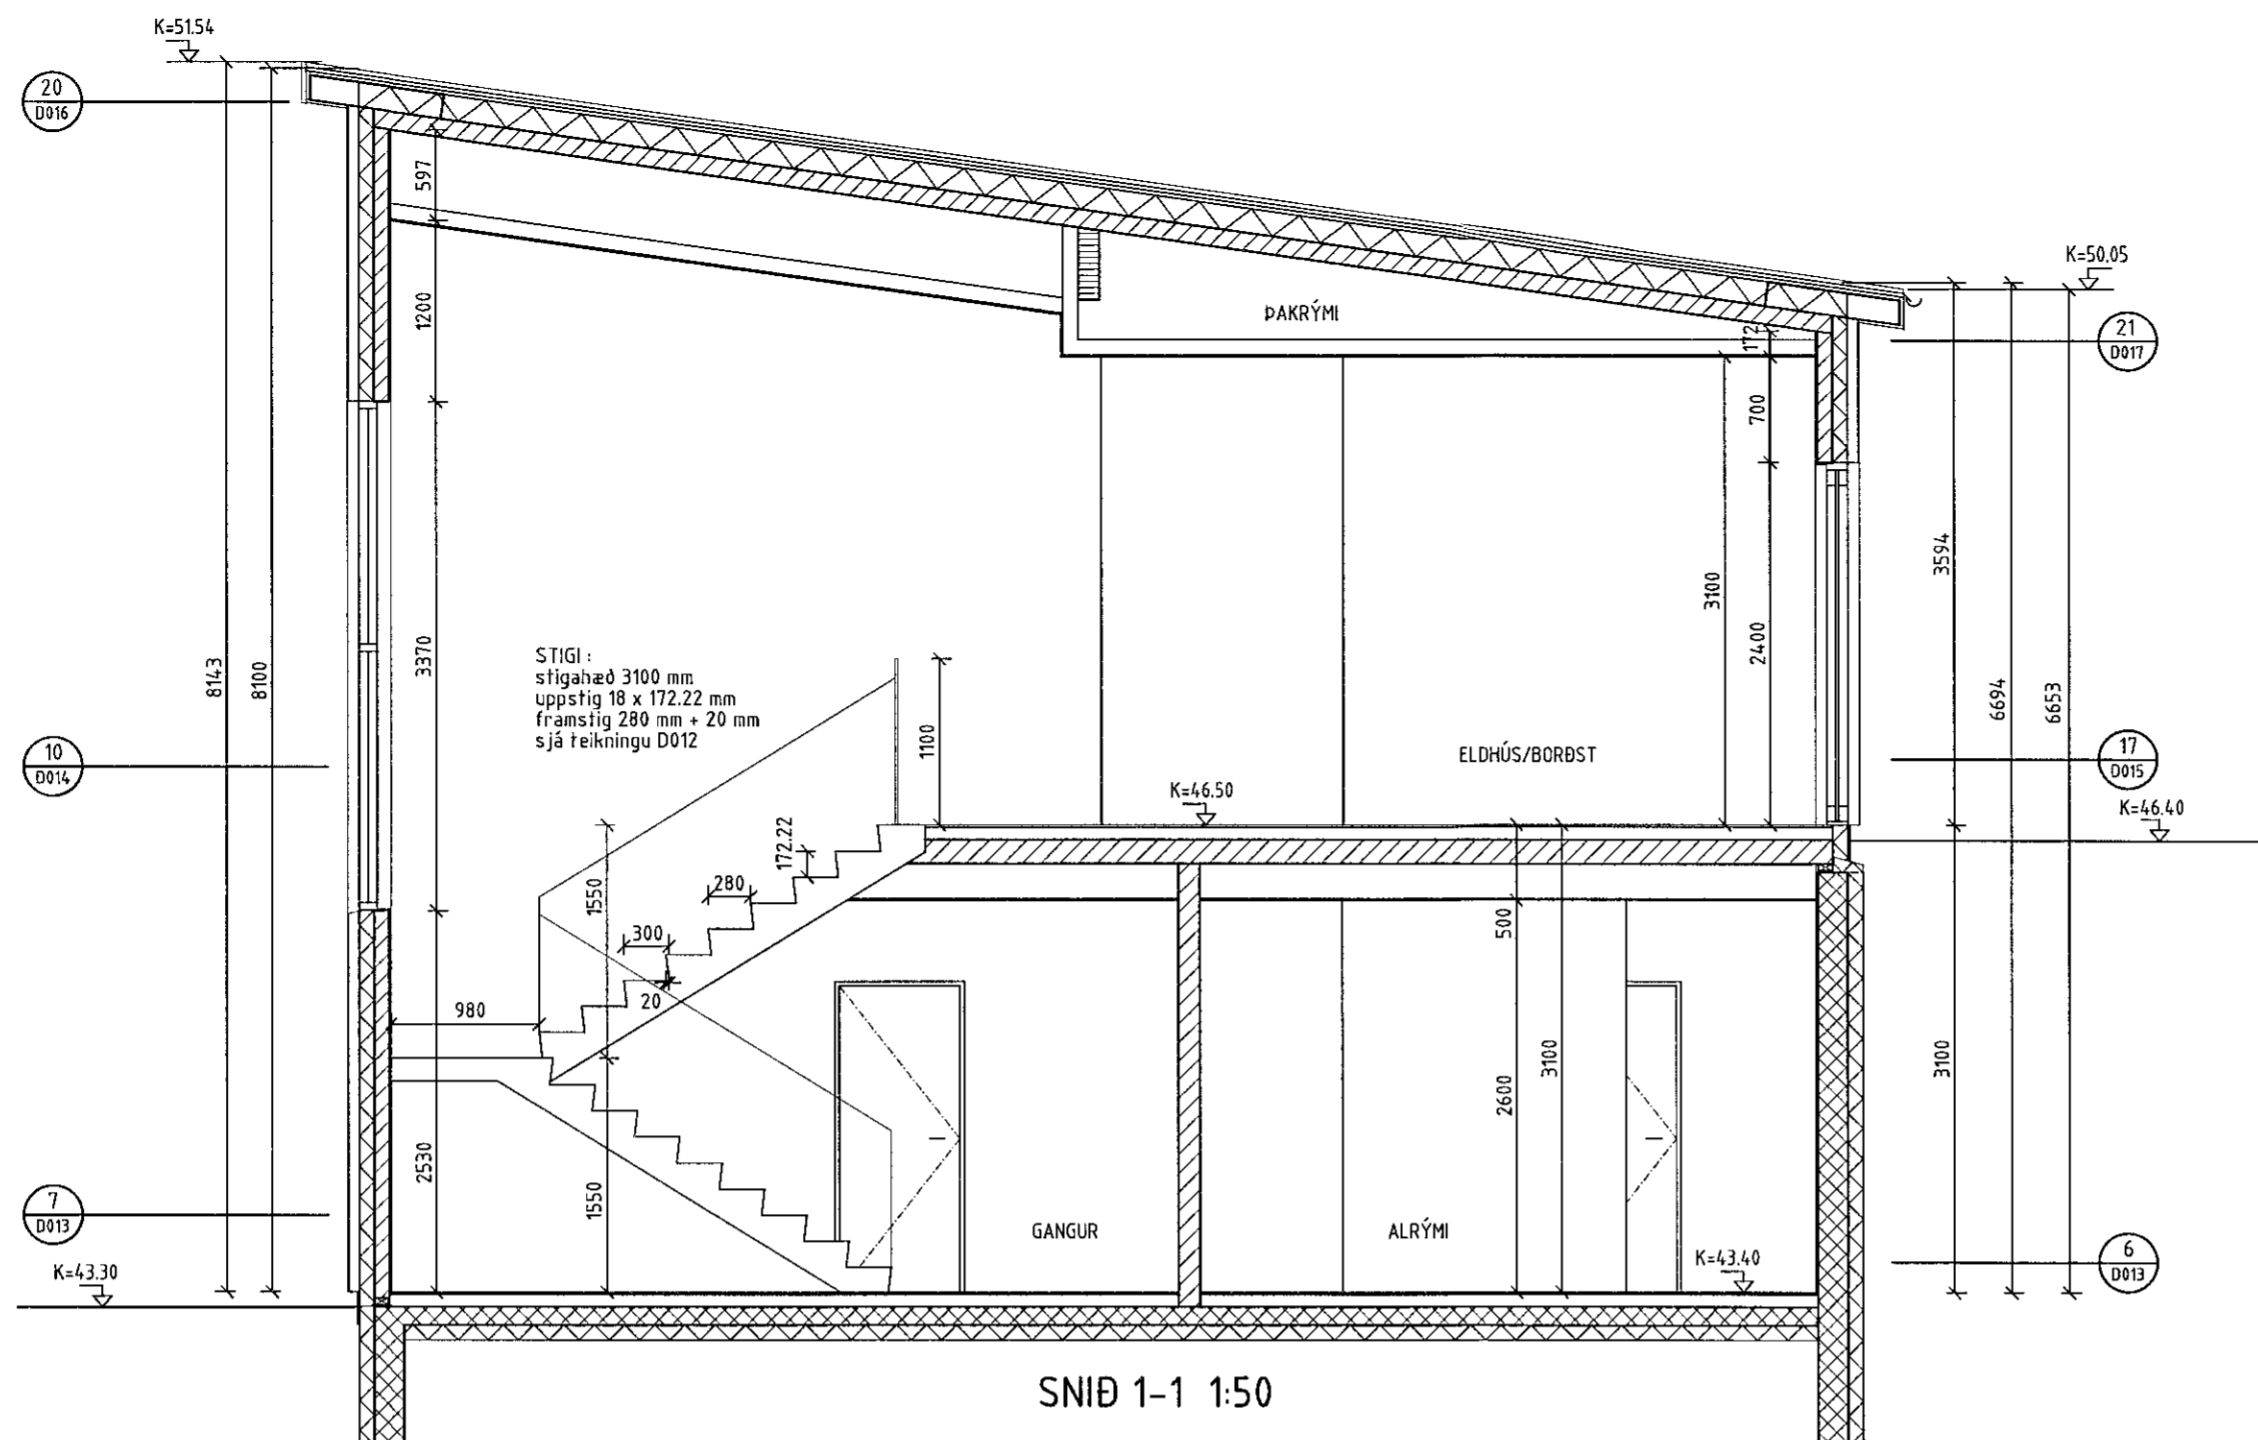 K=51.54
20
D016
597
K=50.05
1200
ÞAKRÝMI
172
21
D017
700
3594
3100
8143
8100
3370
STIGI :
stigahæð 3100 mm
uppstig 18 x 172.22 mm
framstig 280 mm + 20 mm
sjá teikningu D012
2400
6694
6653
1100
10
D014
ELDHÚS/BORÐST
17
D015
K=46.50
K=46.40
172.22
280
1550
300
500
20
980
3100
2600
3100
2530
1550
7
D013
GANGUR
ALRÝMI
K=43.40
6
D013
K=43.30
SNIÐ 1-1 1:50